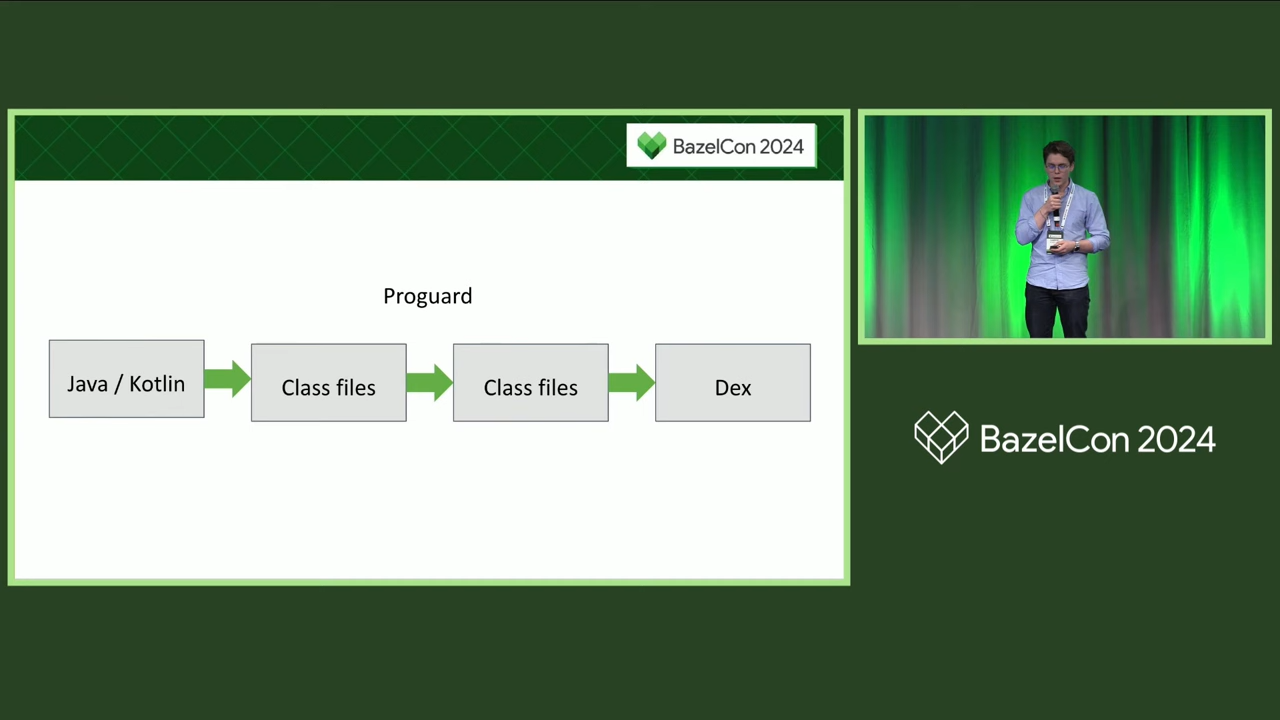 BazelCon 2024
Proguard
Java / Kotlin
Class files
Class files
Dex
BazelCon 2024